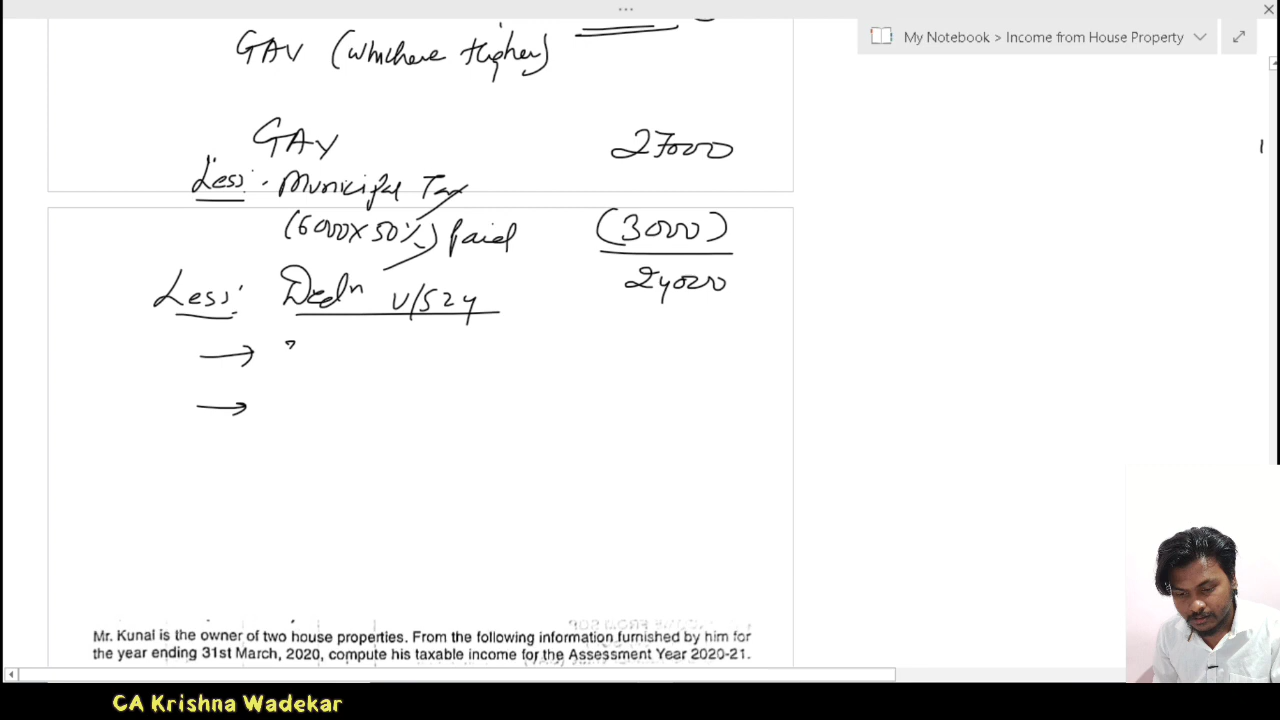 ...
My Notebook > Income from House Property
GAV (whichever Higher)
GAV 27000
Less: Municipal Tax
(6000x50%) paid (3000)
24000
Less: Dedn U/S 24
→
→
Mr. Kunal is the owner of two house properties. From the following information furnished by him for
the year ending 31st March, 2020, compute his taxable income for the Assessment Year 2020-21.
CA Krishna Wadekar